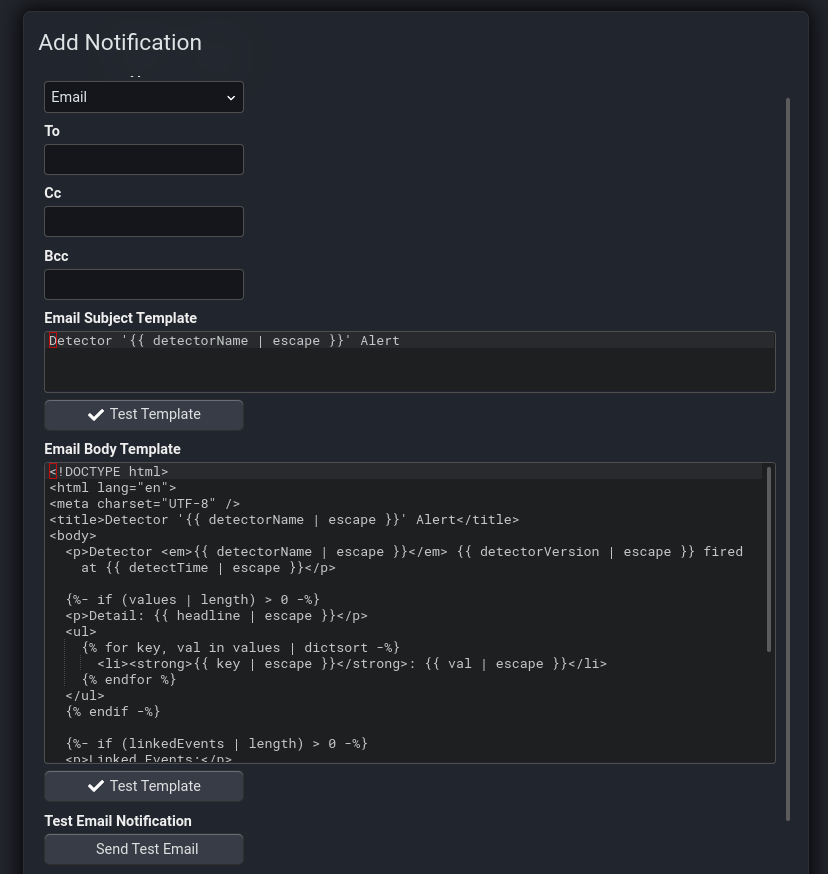 Add Notification
Email
To
Cc
Bcc
Email Subject Template
Detector '{{ detectorName | escape }}' Alert
Test Template
Email Body Template
<!DOCTYPE html>
<html lang="en">
<meta charset="UTF-8" />
<title>Detector '{{ detectorName | escape }}' Alert</title>
<body>
  <p>Detector <em>{{ detectorName | escape }}</em> {{ detectorVersion | escape }} fired
    at {{ detectTime | escape }}</p>

  {%- if (values | length) > 0 -%}
  <p>Detail: {{ headline | escape }}</p>
  <ul>
    {% for key, val in values | dictsort -%}
      <li><strong>{{ key | escape }}</strong>: {{ val | escape }}</li>
    {% endfor %}
  </ul>
  {% endif -%}

  {%- if (linkedEvents | length) > 0 -%}
  <p>Linked Events:</p>
Test Template
Test Email Notification
Send Test Email